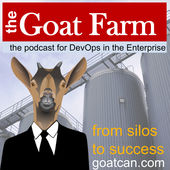 the Goat Farm
the podcast for DevOps in the Enterprise
from silos
to success
goatcan.com